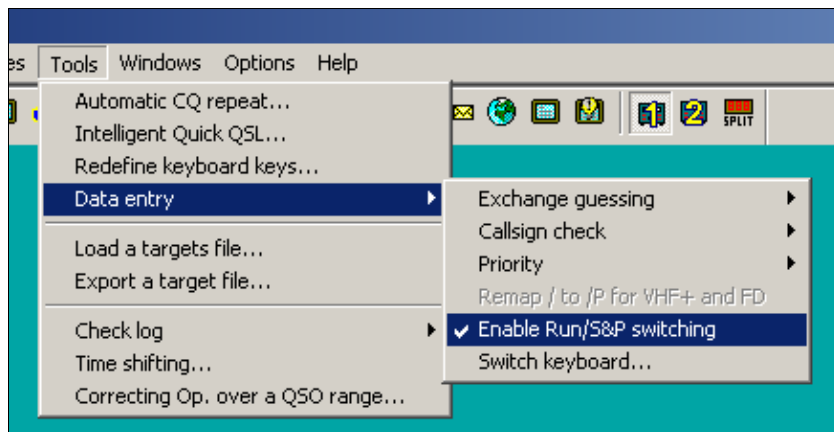 es Tools Windows Options Help
Automatic CQ repeat...
Intelligent Quick QSL...
Redefine keyboard keys...
Data entry
Load a targets file...
Export a target file...
Check log
Time shifting...
Correcting Op. over a QSO range...
1 2 SPLIT
Exchange guessing
Callsign check
Priority
Remap / to /P for VHF+ and FD
Enable Run/S&P switching
Switch keyboard...